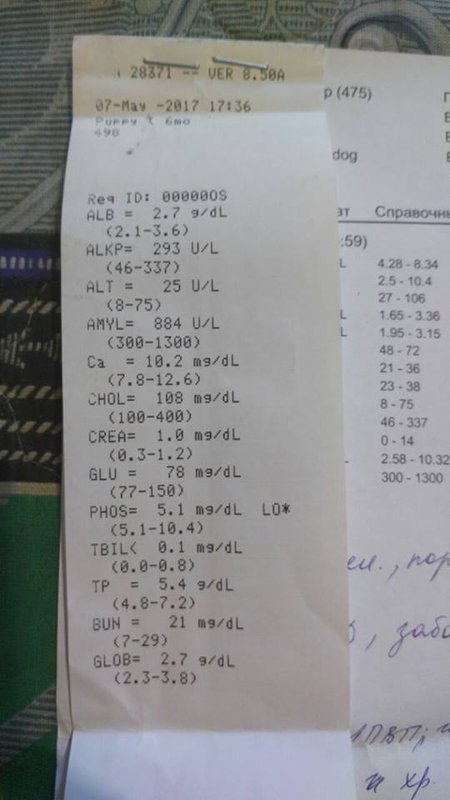 28371 -- VER 8.50A
07-May -2017 17:36
Puppy < 6mo
498
Req ID: 00000OS
ALB = 2.7 g/dL
(2.1-3.6)
ALKP= 293 U/L
(46-337)
ALT = 25 U/L
(8-75)
AMYL= 884 U/L
(300-1300)
Ca = 10.2 mg/dL
(7.8-12.6)
CHOL= 108 mg/dL
(100-400)
CREA= 1.0 mg/dL
(0.3-1.2)
GLU = 78 mg/dL
(77-150)
PHOS= 5.1 mg/dL LO*
(5.1-10.4)
TBIL< 0.1 mg/dL
(0.0-0.8)
TP = 5.4 g/dL
(4.8-7.2)
BUN = 21 mg/dL
(7-29)
GLOB= 2.7 g/dL
(2.3-3.8)
р (475)
dog
Справочны
:59)
4.28 - 8.34
2.5 - 10.4
27 - 106
1.65 - 3.36
1.95 - 3.15
48 - 72
21 - 36
23 - 38
8 - 75
46 - 337
0 - 14
2.58 - 10.32
300 - 1300